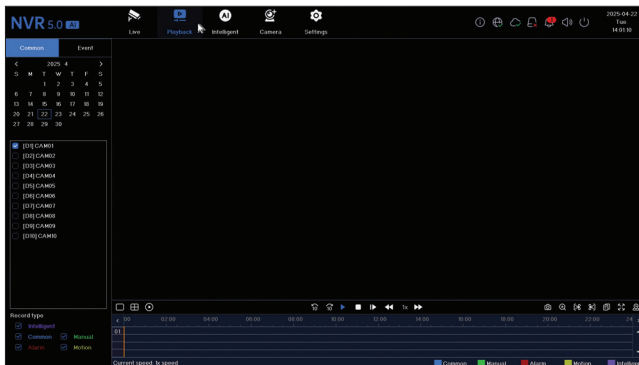 NVR 5.0 AI
Live
Playback
AI
Intelligent
Camera
Settings
2025-04-22
Tue
14:01:10
Common Event
< 2025 4 >
S M T W T F S
1 2 3 4 5
6 7 8 9 10 11 12
13 14 15 16 17 18 19
20 21 22 23 24 25 26
27 28 29 30
[D1] CAM01
[D2] CAM02
[D3] CAM03
[D4] CAM04
[D5] CAM05
[D6] CAM06
[D7] CAM07
[D8] CAM08
[D9] CAM09
[D10] CAM10
Record type
Intelligent
Common Manual
Alarm Motion
1x
:00 02:00 04:00 06:00 08:00 10:00 12:00 14:00 16:00 18:00 20:00 22:00 24
01
Current speed: 1x speed
Common Manual Alarm Motion Intelligen